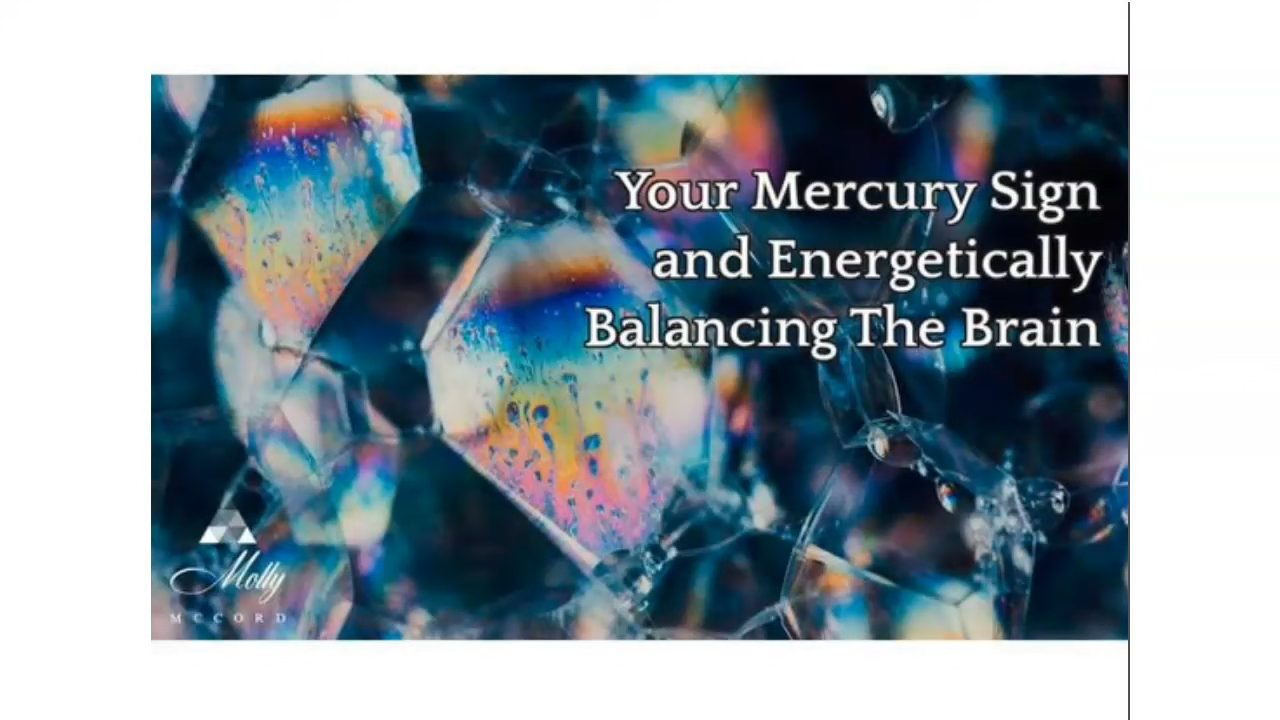 Your Mercury Sign
and Energetically
Balancing The Brain
Molly
MCCORD